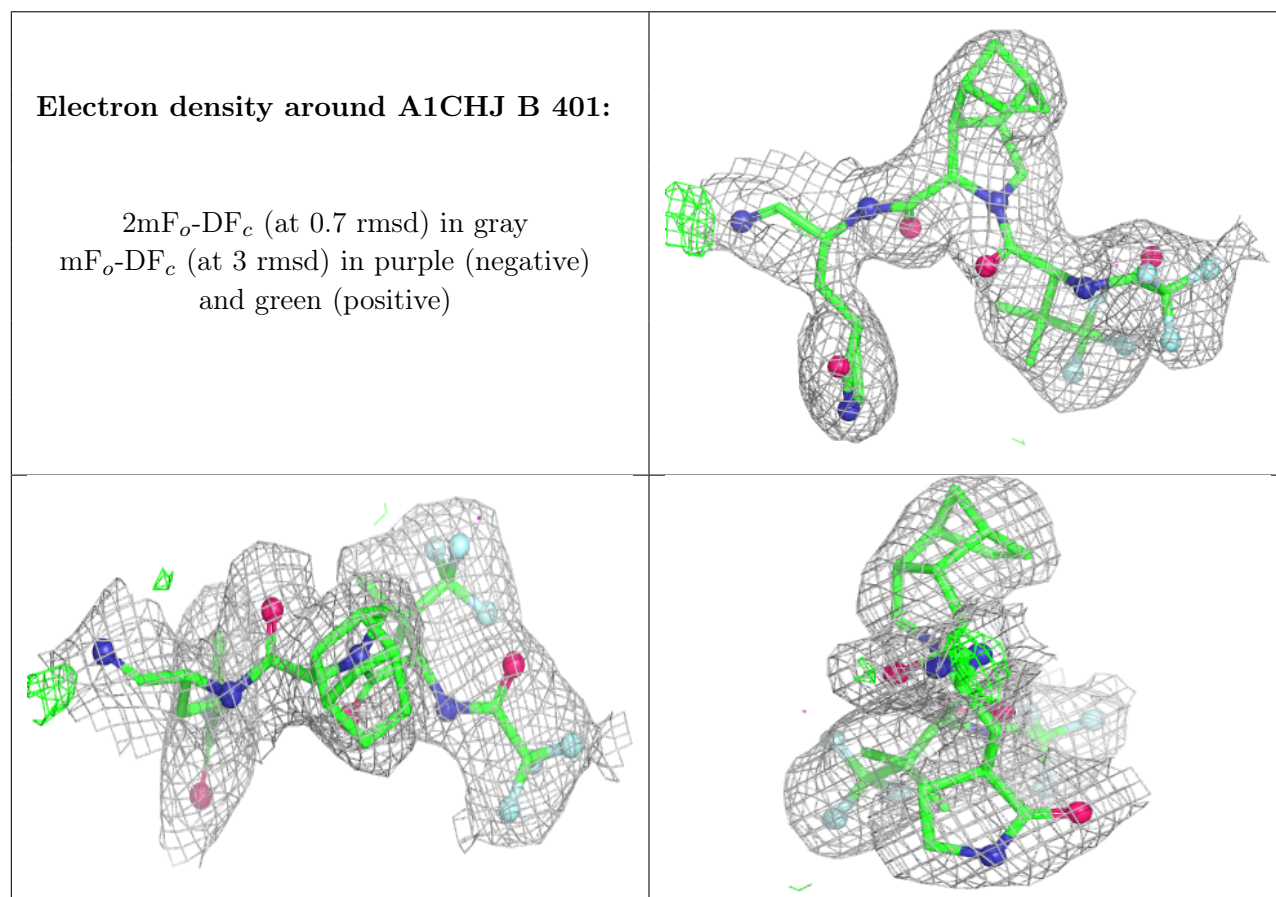 Electron density around A1CHJ B 401:
2mFo-DFc (at 0.7 rmsd) in gray
mFo-DFc (at 3 rmsd) in purple (negative)
and green (positive)